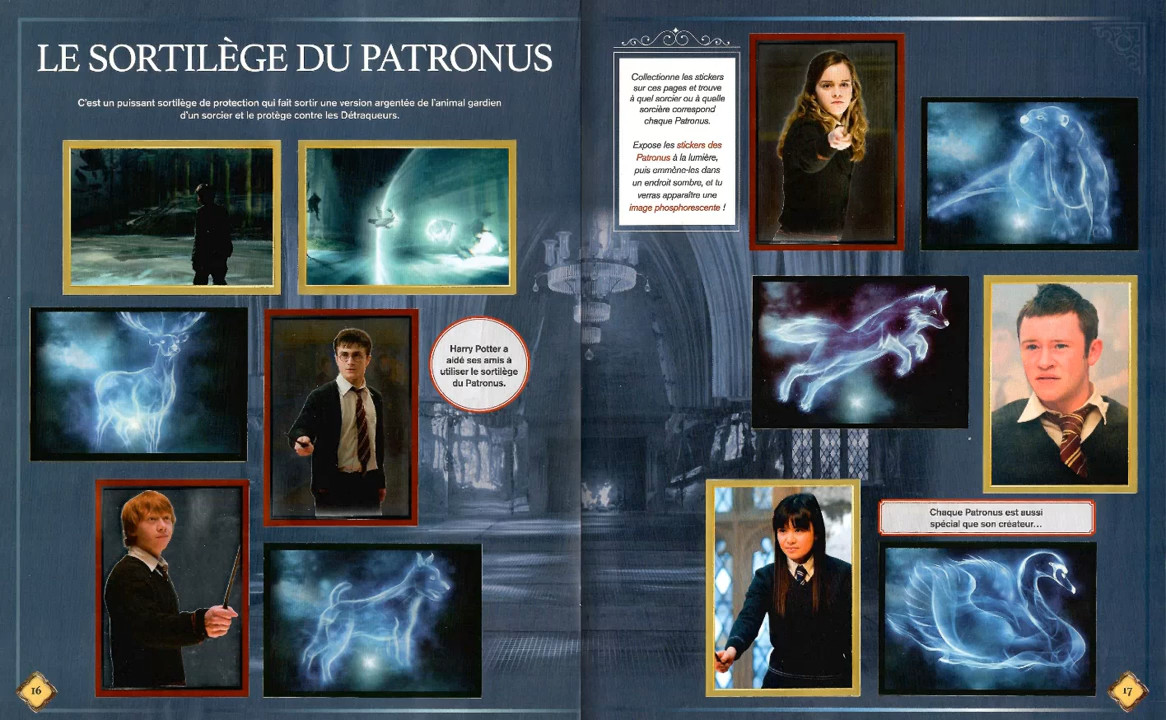 LE SORTILÈGE DU PATRONUS
C'est un puissant sortilège de protection qui fait sortir une version argentée de l'animal gardien
d'un sorcier et le protège contre les Détraqueurs.
Harry Potter a
aidé ses amis à
utiliser le sortilège
du Patronus.
16
Collectionne les stickers
sur ces pages et trouve
à quel sorcier ou à quelle
sorcière correspond
chaque Patronus.
Expose les stickers des
Patronus à la lumière,
puis emmène-les dans
un endroit sombre, et tu
verras apparaître une
image phosphorescente !
Chaque Patronus est aussi
spécial que son créateur...
17